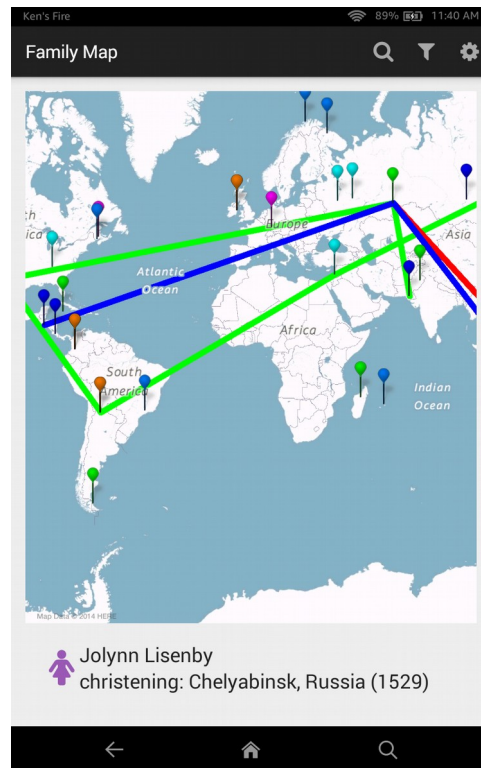 Ken's Fire 89% 11:40 AM
Family Map
Europe
Asia
Atlantic
Ocean
Africa
South
America
Indian
Ocean
Map Data © 2014 HERE
Jolynn Lisenby
christening: Chelyabinsk, Russia (1529)